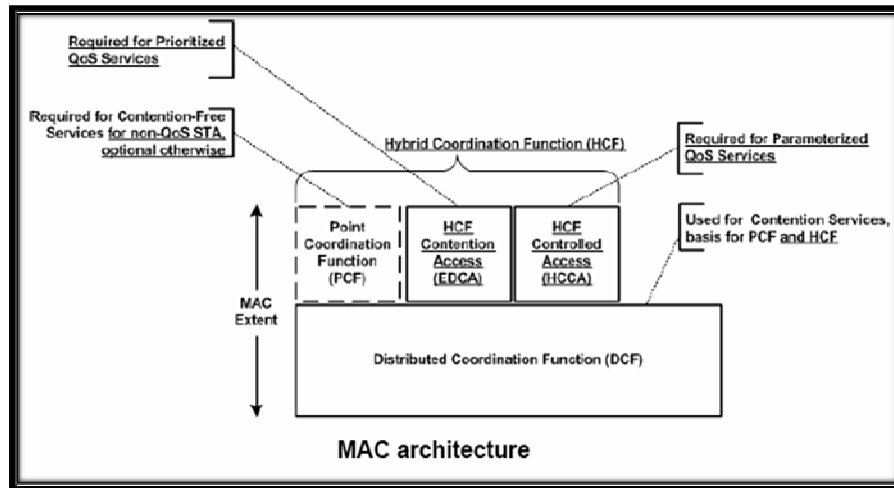 Required for Prioritized
QoS Services
Required for Contention-Free
Services for non-QoS STA,
optional otherwise
Hybrid Coordination Function (HCF)
Required for Parameterized
QoS Services
Used for Contention Services,
basis for PCF and HCF
MAC
Extent
Point
Coordination
Function
(PCF)
HCF
Contention
Access
(EDCA)
HCF
Controlled
Access
(HCCA)
Distributed Coordination Function (DCF)
MAC architecture